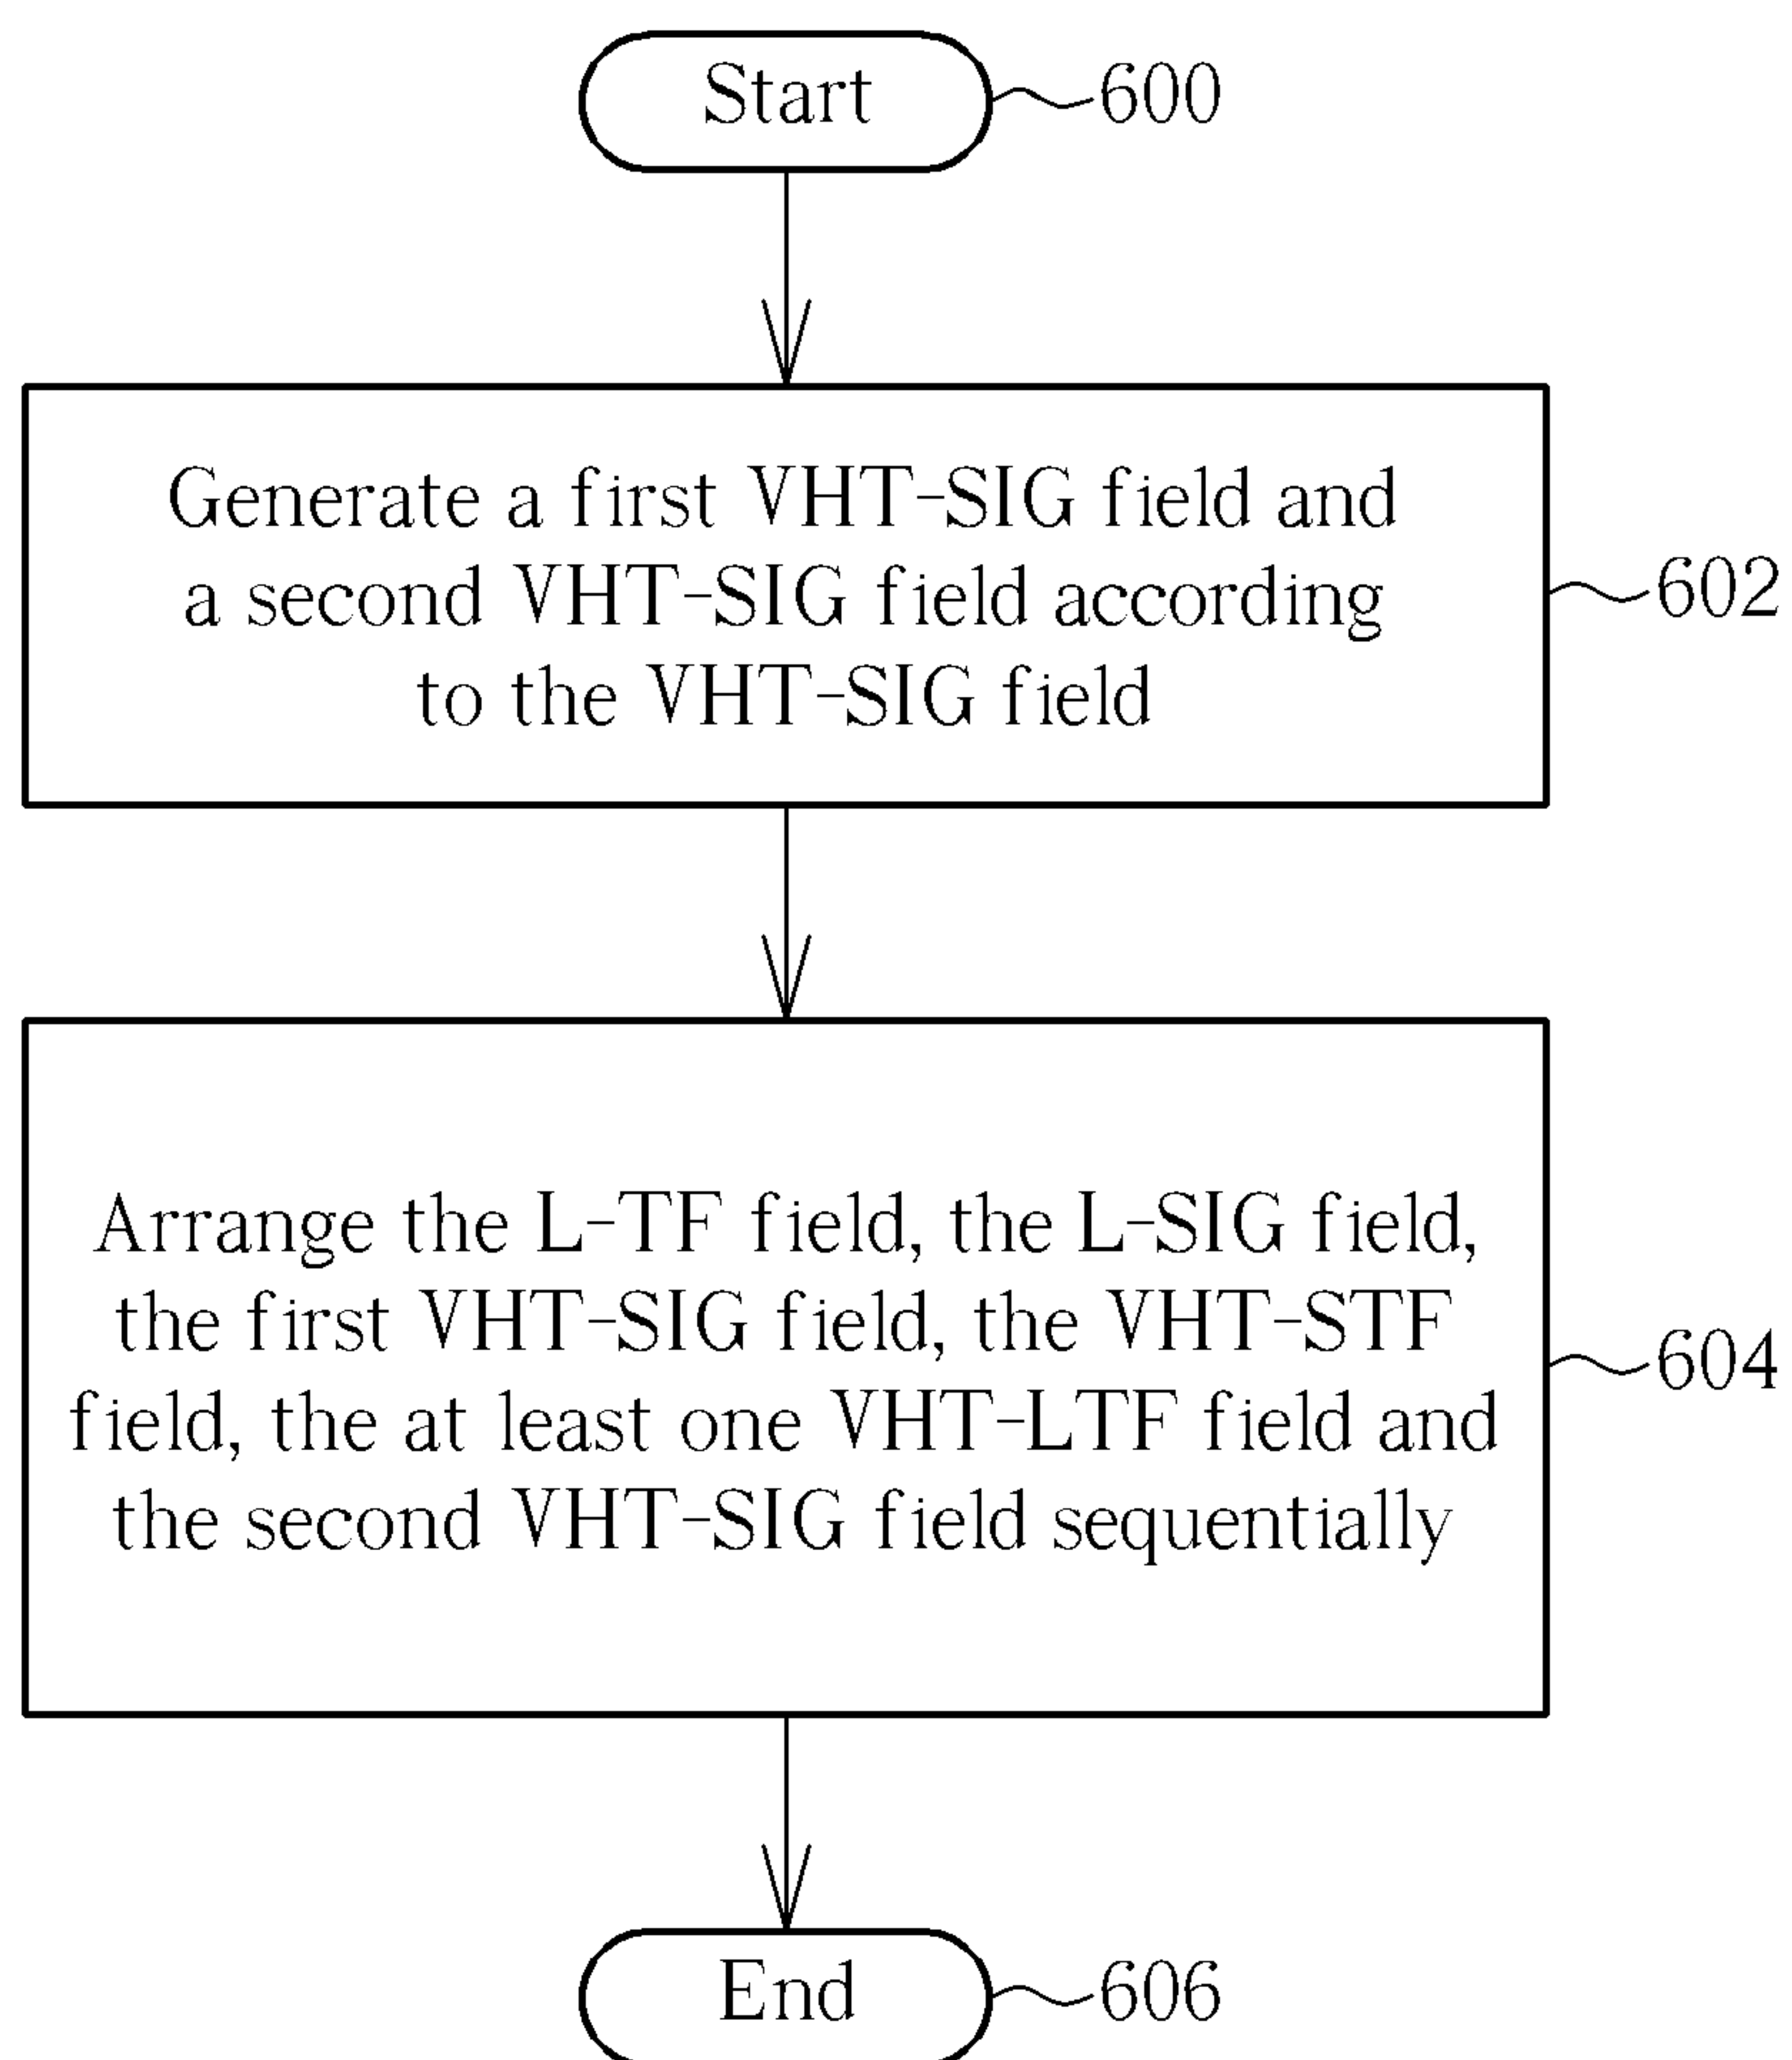 Start
600
Generate a first VHT-SIG field and
a second VHT-SIG field according
to the VHT-SIG field
602
Arrange the L-TF field, the L-SIG field,
the first VHT-SIG field, the VHT-STF
field, the at least one VHT-LTF field and
the second VHT-SIG field sequentially
604
End
606